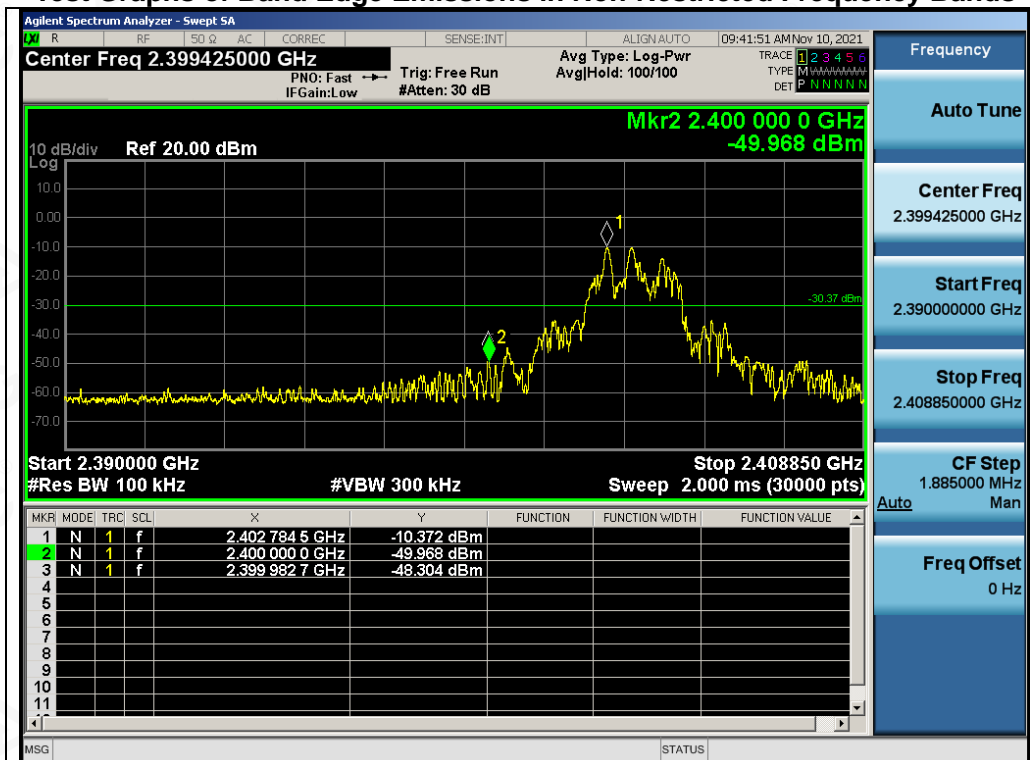 Test Graphs of Band Edge Emissions in Non-Restricted Frequency Bands
Agilent Spectrum Analyzer - Swept SA
LXI R RF 50 Ω AC CORREC SENSE:INT ALIGN AUTO 09:41:51 AM Nov 10, 2021
Center Freq 2.399425000 GHz
PNO: Fast
IFGain:Low
Trig: Free Run
#Atten: 30 dB
Avg Type: Log-Pwr
Avg|Hold: 100/100
TRACE 1 2 3 4 5 6
TYPE M WWWWW
DET P N N N N N
Mkr2 2.400 000 0 GHz
-49.968 dBm
10 dB/div Ref 20.00 dBm
Log
10.0
0.00
-10.0
-20.0
-30.0
-40.0
-50.0
-60.0
-70.0
1
2
-30.37 dBm
Start 2.390000 GHz Stop 2.408850 GHz
#Res BW 100 kHz #VBW 300 kHz Sweep 2.000 ms (30000 pts)
MKR MODE TRC SCL X Y FUNCTION FUNCTION WIDTH FUNCTION VALUE
1 N 1 f 2.402 784 5 GHz -10.372 dBm
2 N 1 f 2.400 000 0 GHz -49.968 dBm
3 N 1 f 2.399 982 7 GHz -48.304 dBm
4
5
6
7
8
9
10
11
MSG STATUS
Frequency
Auto Tune
Center Freq
2.399425000 GHz
Start Freq
2.390000000 GHz
Stop Freq
2.408850000 GHz
CF Step
1.885000 MHz
Auto Man
Freq Offset
0 Hz